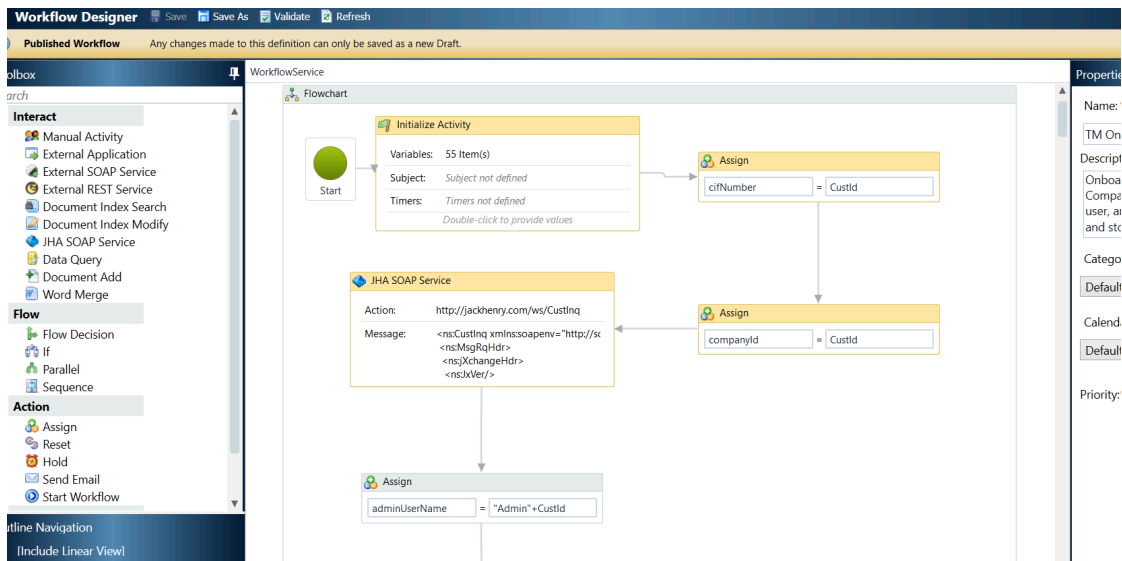 Workflow Designer Save Save As Validate Refresh
Published Workflow Any changes made to this definition can only be saved as a new Draft.
olbox
arch
Interact
Manual Activity
External Application
External SOAP Service
External REST Service
Document Index Search
Document Index Modify
JHA SOAP Service
Data Query
Document Add
Word Merge
Flow
Flow Decision
If
Parallel
Sequence
Action
Assign
Reset
Hold
Send Email
Start Workflow
utline Navigation
[Include Linear View]
WorkflowService
Flowchart
Start
Initialize Activity
Variables: 55 Item(s)
Subject: Subject not defined
Timers: Timers not defined
Double-click to provide values
Assign
cifNumber = CustId
Assign
companyId = CustId
JHA SOAP Service
Action: http://jackhenry.com/ws/CustInq
Message: <ns:CustInq xmlns:soapenv="http://sc
<ns:MsgRqHdr>
<ns:jXchangeHdr>
<ns:JxVer/>
Assign
adminUserName = "Admin"+CustId
Propertie
Name:
TM On
Descript
Onboa
Compa
user, a
and sto
Catego
Default
Calend
Default
Priority: